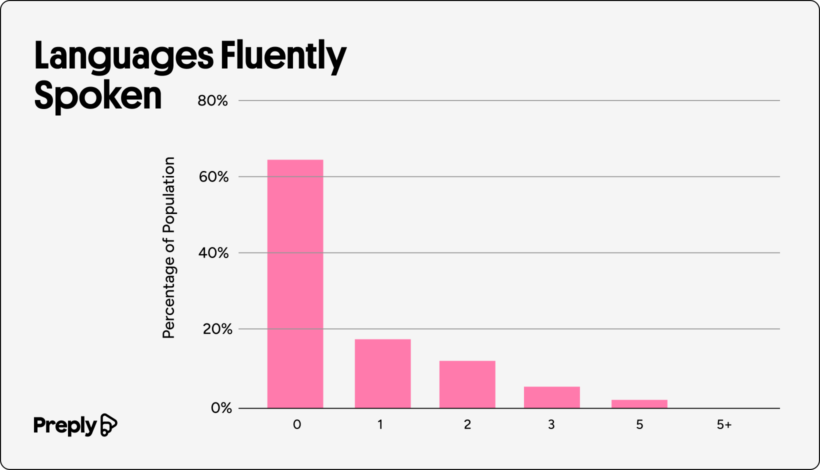 Languages Fluently
Spoken
80%
60%
40%
20%
0%
Percentage of Population
0
1
2
3
5
5+
Preply